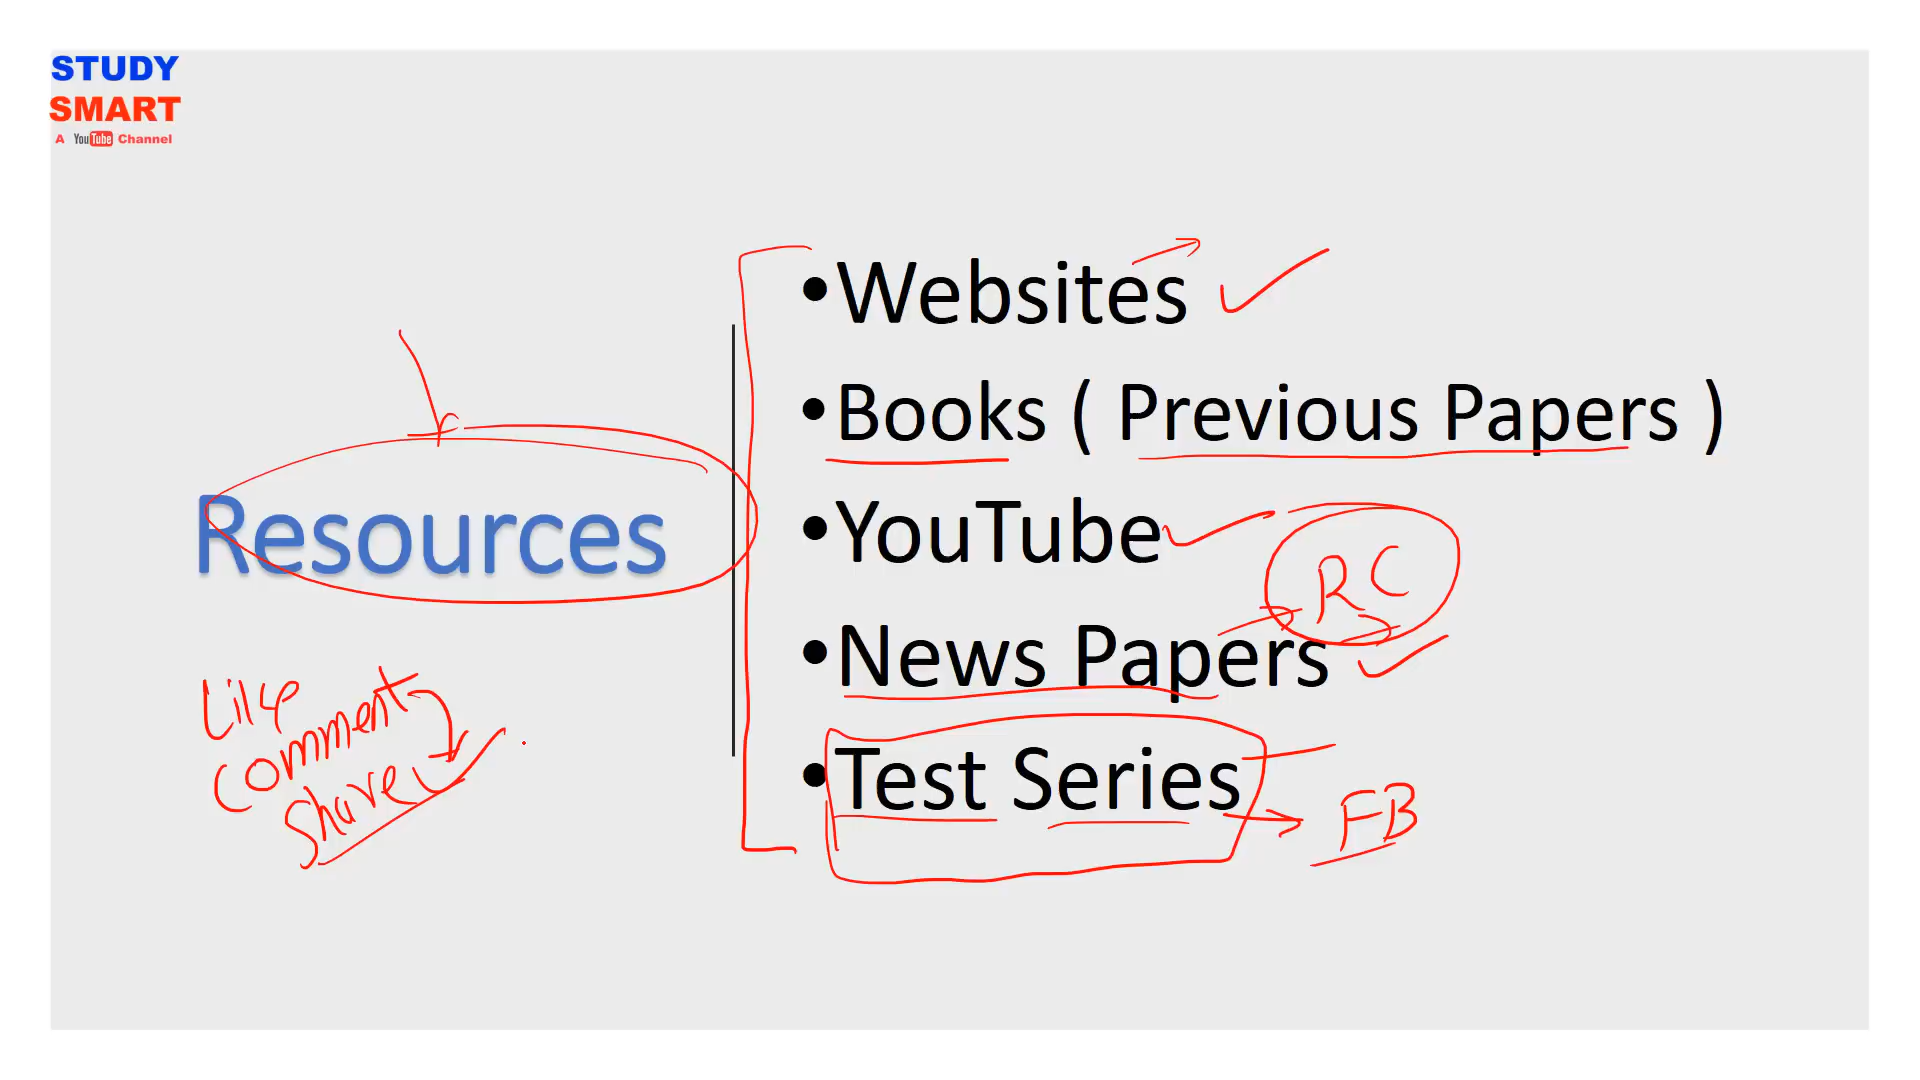 STUDY
SMART
A YouTube Channel
Resources
•Websites
•Books ( Previous Papers )
•YouTube
•News Papers
•Test Series
RC
FB
Like
comment
share